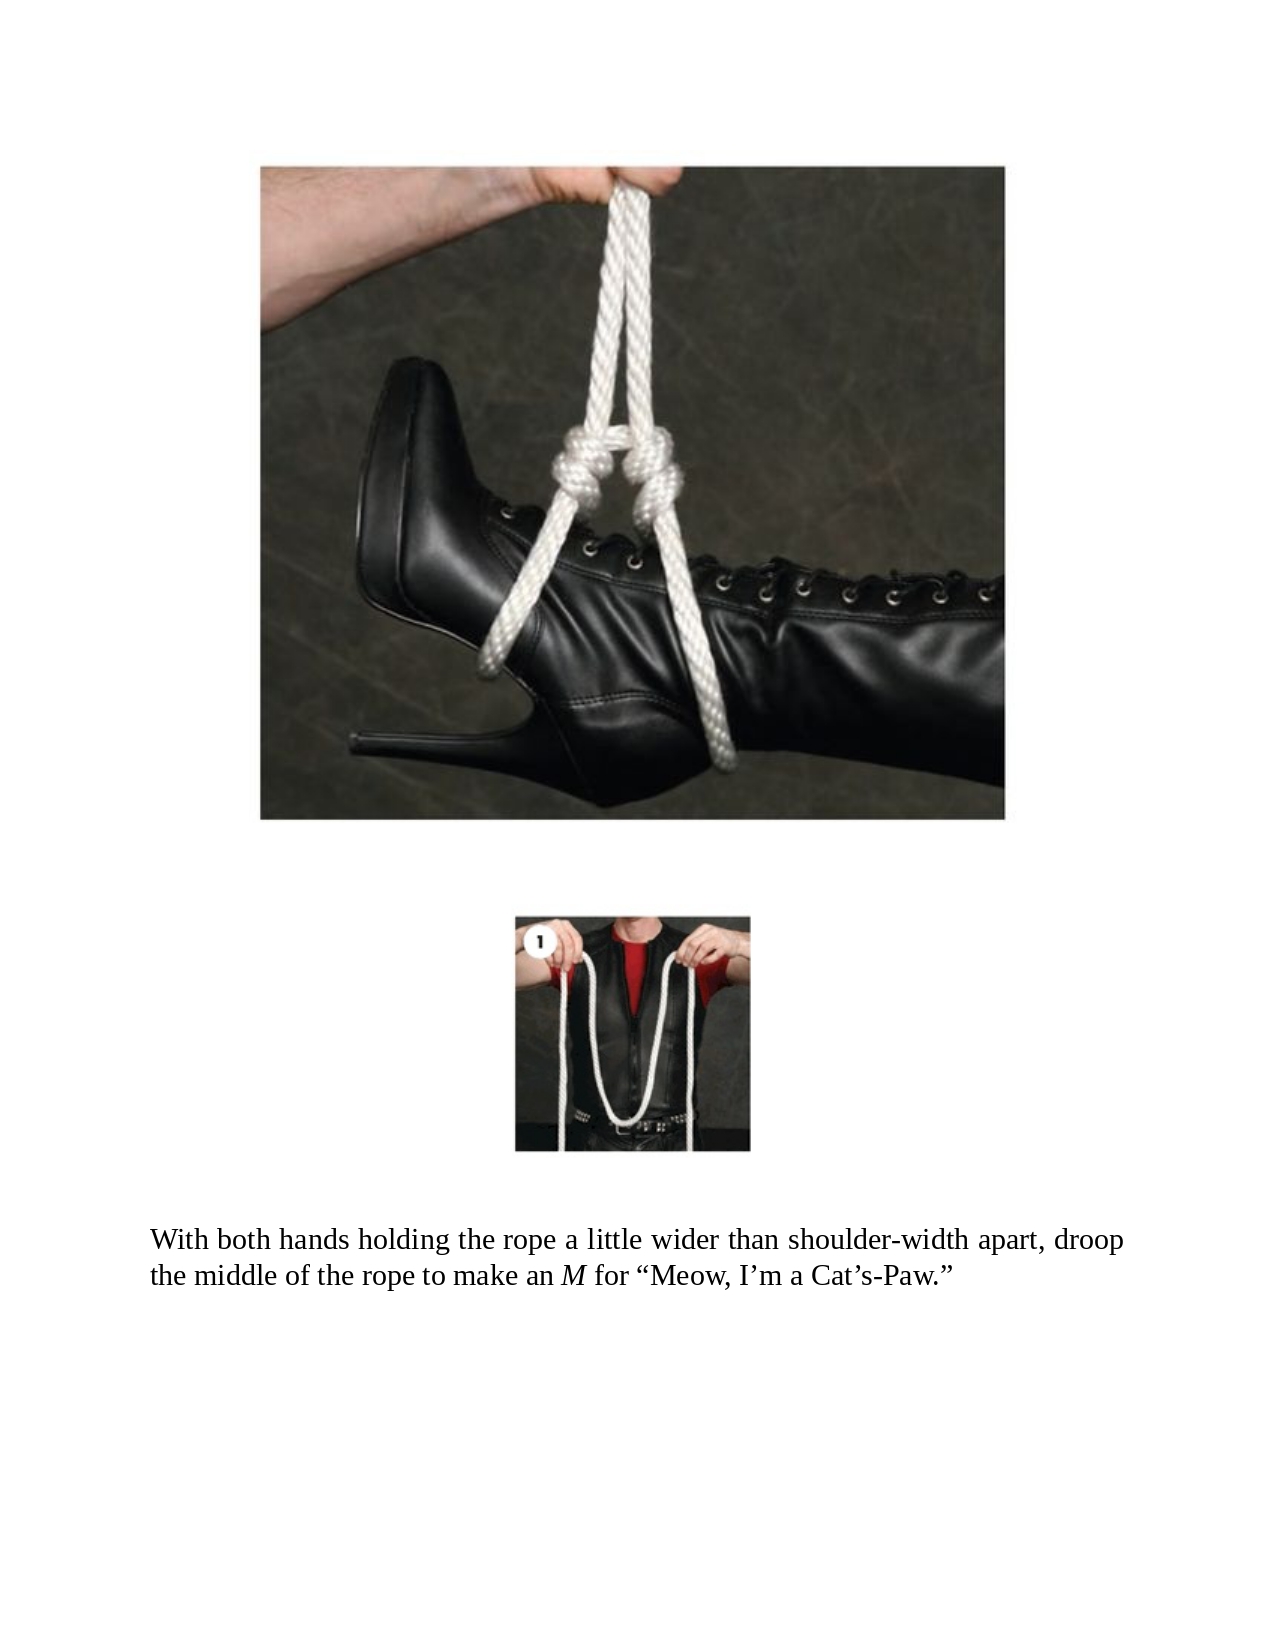 1
With both hands holding the rope a little wider than shoulder-width apart, droop
the middle of the rope to make an M for “Meow, I’m a Cat’s-Paw.”